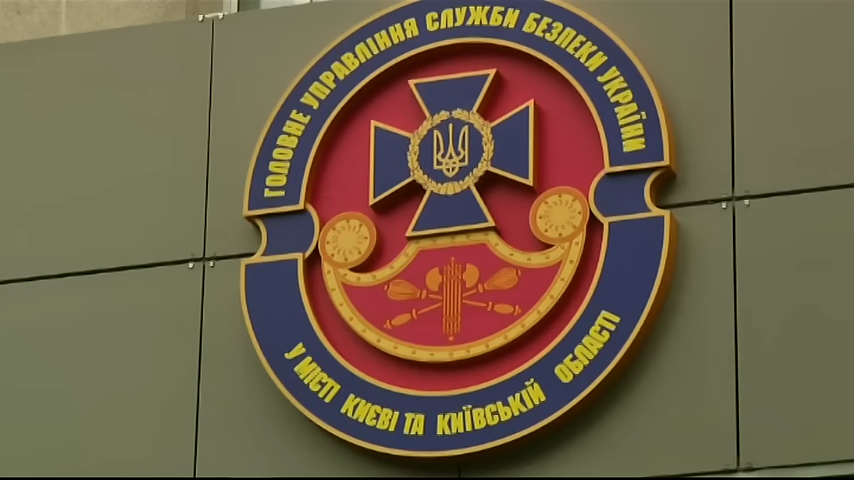 ГОЛОВНЕ УПРАВЛІННЯ СЛУЖБИ БЕЗПЕКИ УКРАЇНИ
У МІСТІ КИЄВІ ТА КИЇВСЬКІЙ ОБЛАСТІ